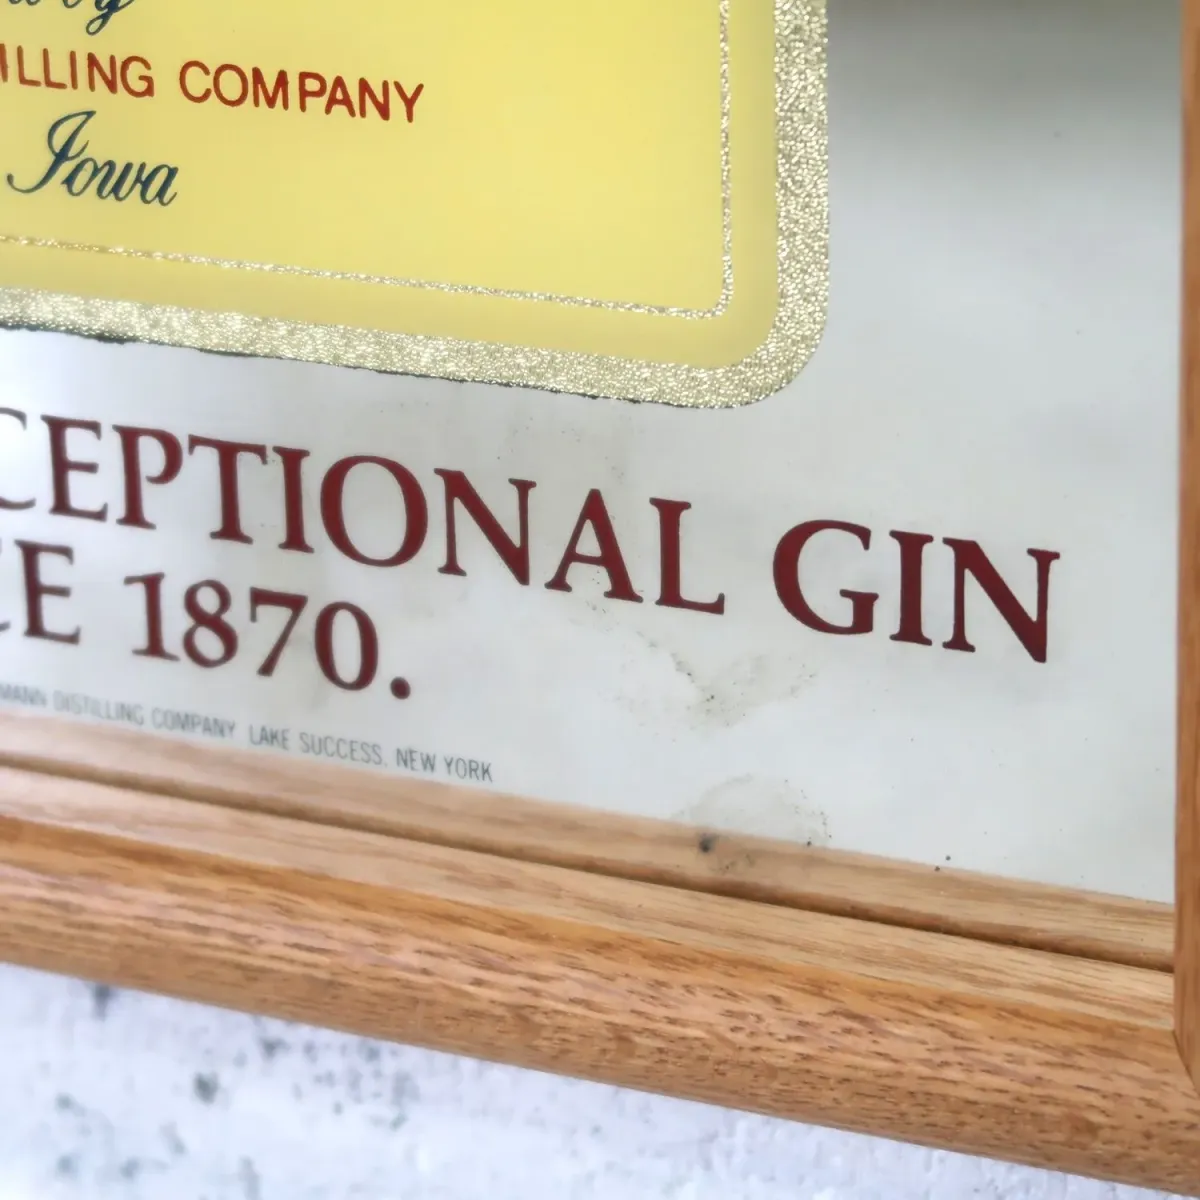 ILLING COMPANY
Iowa
CEPTIONAL GIN
CE 1870.
MANN DISTILLING COMPANY LAKE SUCCESS, NEW YORK